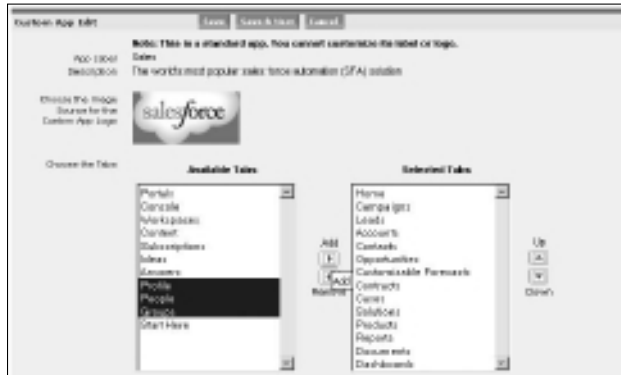 Custom App Edit
Save
Save & New
Cancel
Note: This is a standard app. You cannot customize its label or logo.
App Label
Sales
Description
The world's most popular sales force automation (SFA) solution
Choose the Image
Source for the
Custom App Logo
salesforce
Choose the Tabs
Available Tabs
Selected Tabs
Portals
Console
Workspaces
Content
Subscriptions
Ideas
Answers
Profile
People
Groups
Start Here
Add
Add
Remove
Home
Campaigns
Leads
Accounts
Contacts
Opportunities
Customizable Forecasts
Contracts
Cases
Solutions
Products
Reports
Documents
Dashboards
Up
Down